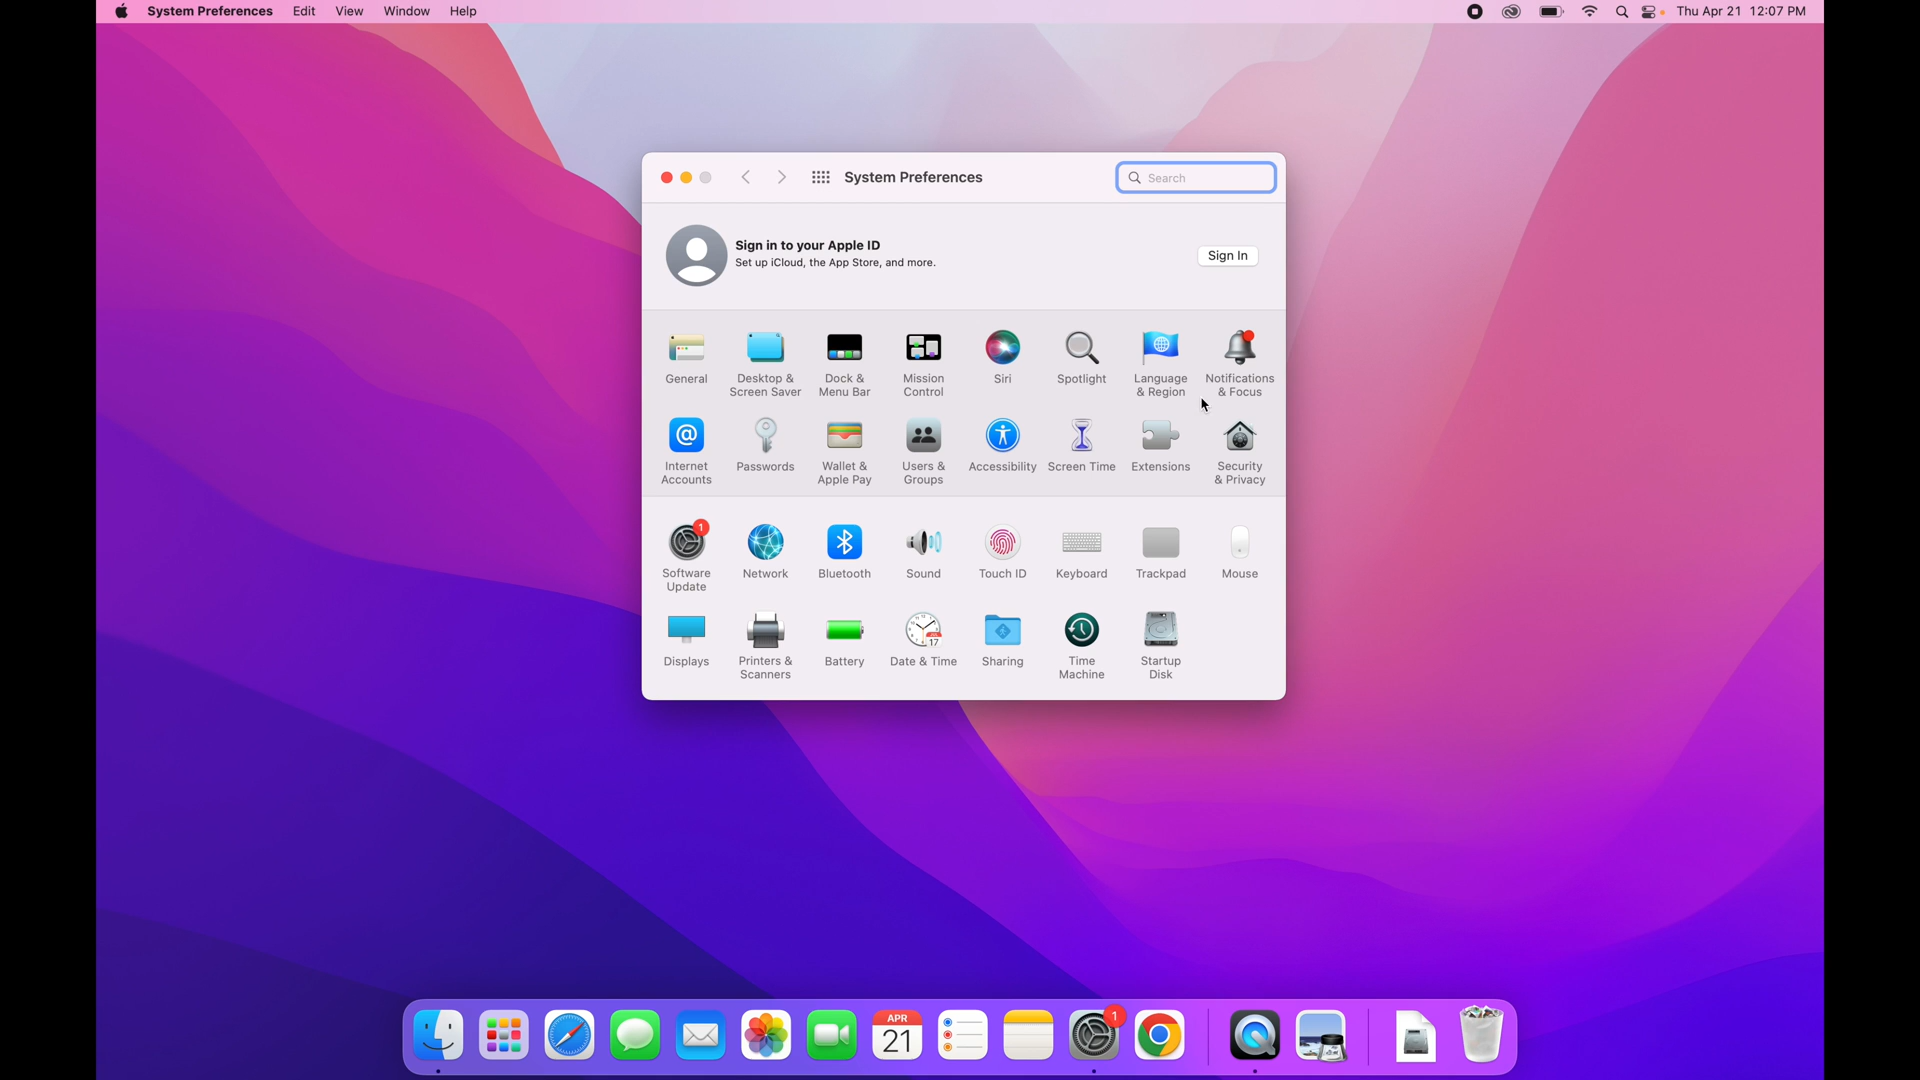 System Preferences Edit View Window Help Thu Apr 21 12:07 PM
System Preferences Search
Sign in to your Apple ID
Set up iCloud, the App Store, and more.
Sign In
General
Desktop &
Screen Saver
Dock &
Menu Bar
Mission
Control
Siri
Spotlight
Language
& Region
Notifications
& Focus
@
Internet
Accounts
Passwords
Wallet &
Apple Pay
Users &
Groups
Accessibility
Screen Time
Extensions
Security
& Privacy
1
Software
Update
Network
Bluetooth
Sound
Touch ID
Keyboard
Trackpad
Mouse
Displays
Printers &
Scanners
Battery
17
Date & Time
Sharing
Time
Machine
Startup
Disk
APR
21
1